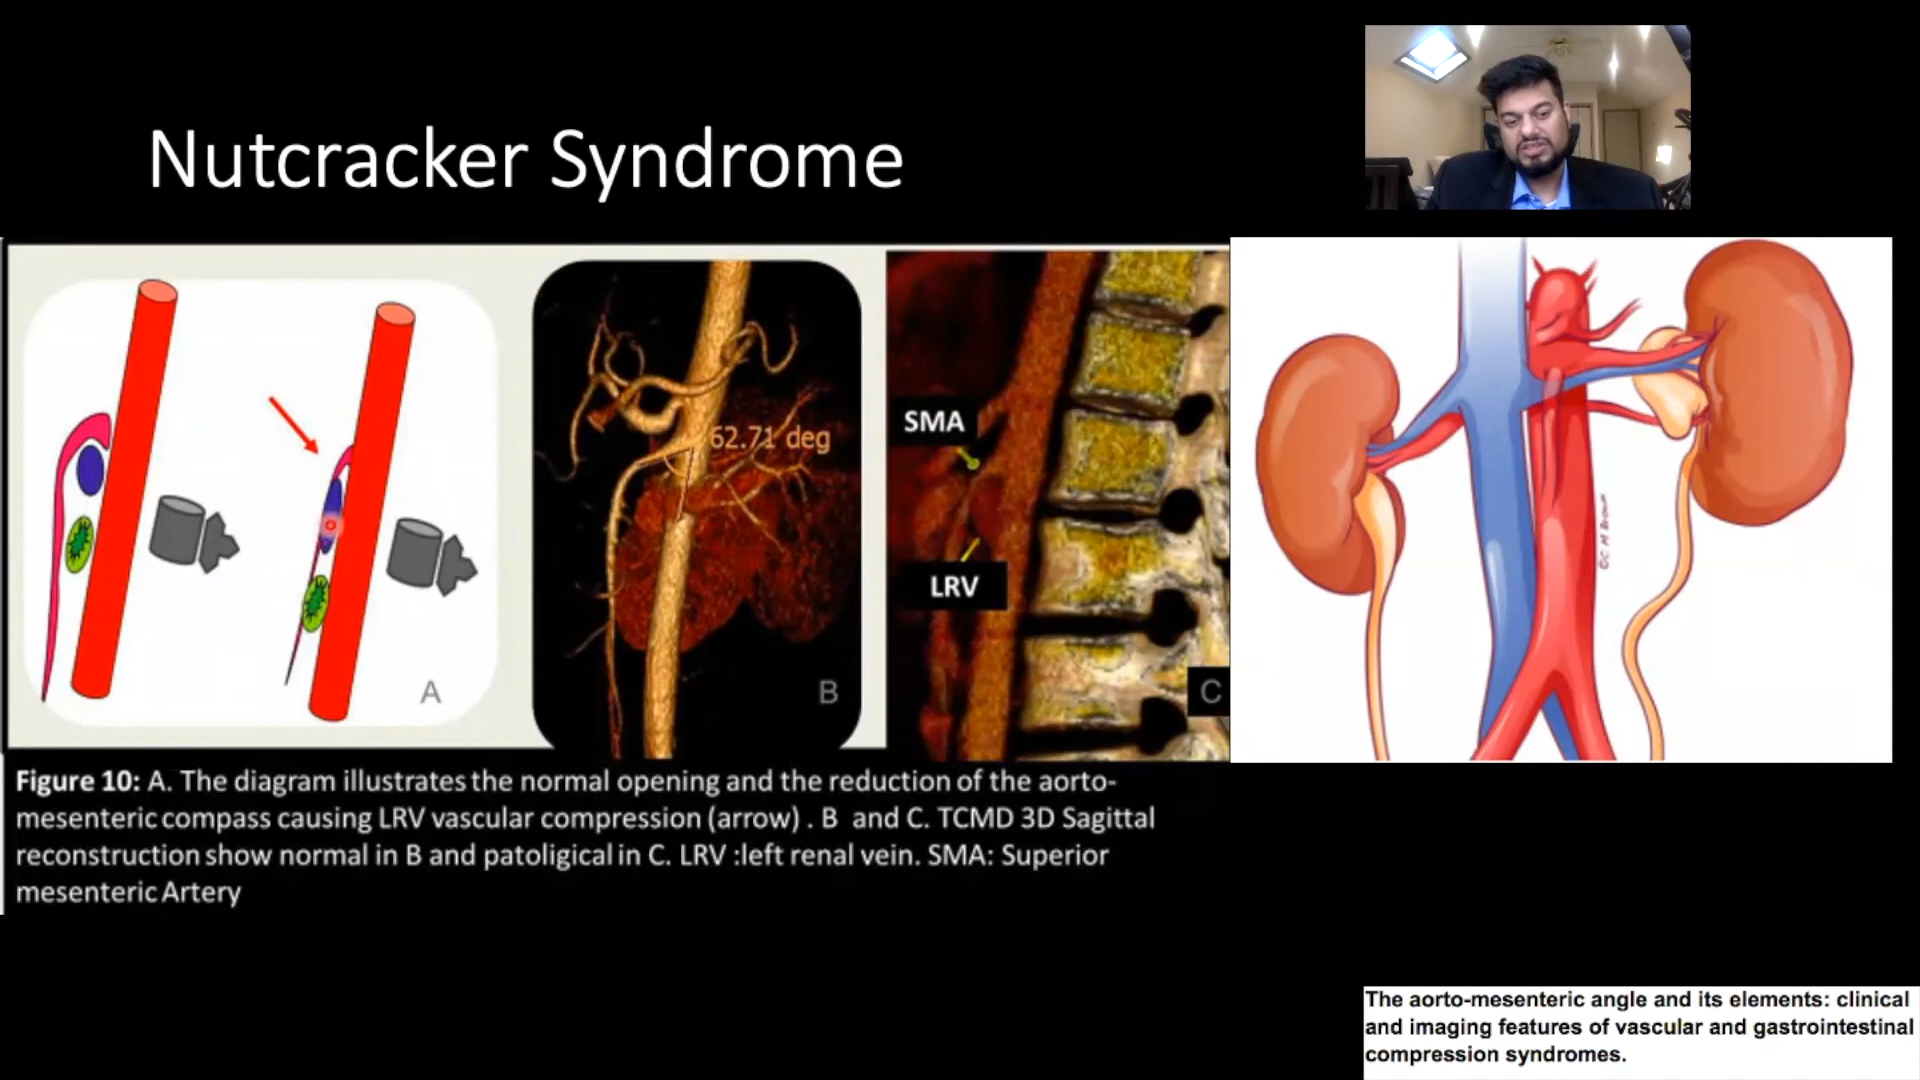 Nutcracker Syndrome
62.71 deg
SMA
LRV
A
B
C
Figure 10: A. The diagram illustrates the normal opening and the reduction of the aorto-
mesenteric compass causing LRV vascular compression (arrow) . B and C. TCMD 3D Sagittal
reconstruction show normal in B and patoligical in C. LRV :left renal vein. SMA: Superior
mesenteric Artery
The aorto-mesenteric angle and its elements: clinical
and imaging features of vascular and gastrointestinal
compression syndromes.